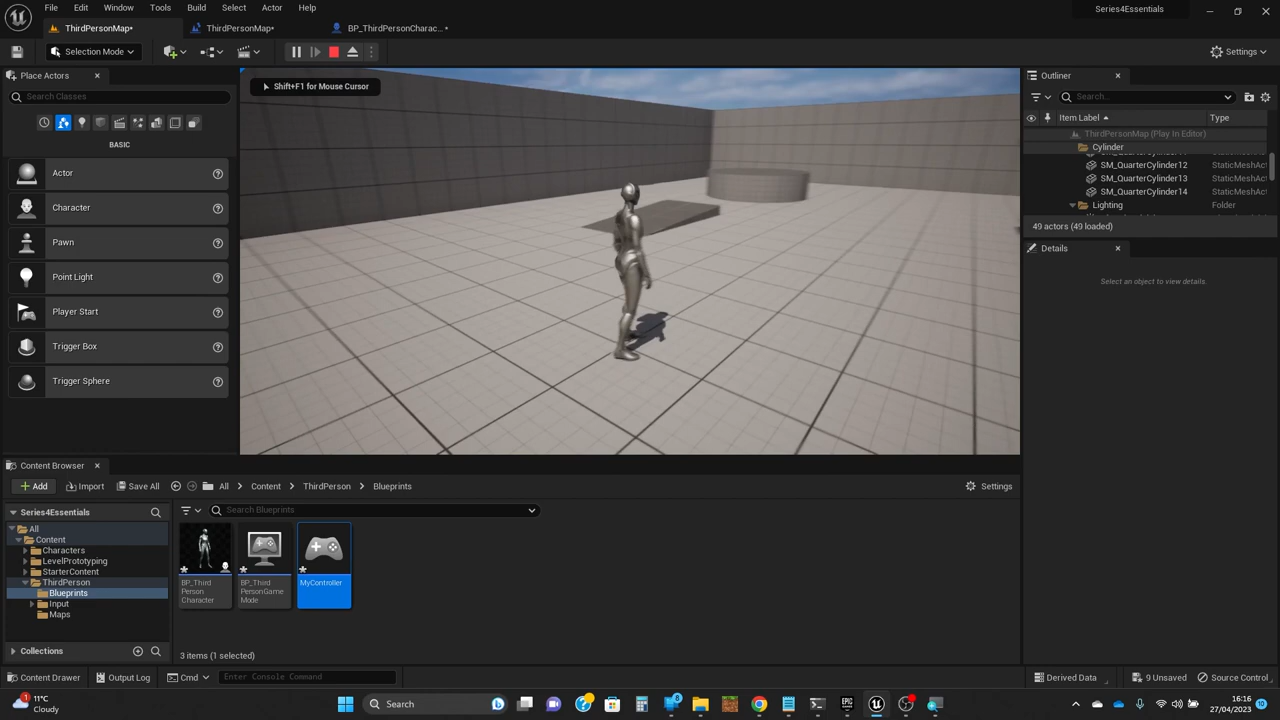 File Edit Window Tools Build Select Actor Help
Series4Essentials
ThirdPersonMap•
ThirdPersonMap•
BP_ThirdPersonCharac... •
Selection Mode
Settings
Place Actors
Search Classes
BASIC
Actor
Character
Pawn
Point Light
Player Start
Trigger Box
Trigger Sphere
Shift+F1 for Mouse Cursor
Outliner
Search...
Item Label
Type
ThirdPersonMap (Play In Editor)
Cylinder
SM_QuarterCylinder12 StaticMeshAct
SM_QuarterCylinder13 StaticMeshAct
SM_QuarterCylinder14 StaticMeshAct
Lighting Folder
49 actors (49 loaded)
Details
Select an object to view details.
Content Browser
Add
Import
Save All
All
Content
ThirdPerson
Blueprints
Settings
Series4Essentials
All
Content
Characters
LevelPrototyping
StarterContent
ThirdPerson
Blueprints
Input
Maps
Collections
Search Blueprints
BP_Third
Person
Character
BP_Third
PersonGame
Mode
MyController
3 items (1 selected)
Content Drawer
Output Log
Cmd
Enter Console Command
Derived Data
9 Unsaved
Source Control
11°C
Cloudy
Search
16:16
27/04/2023